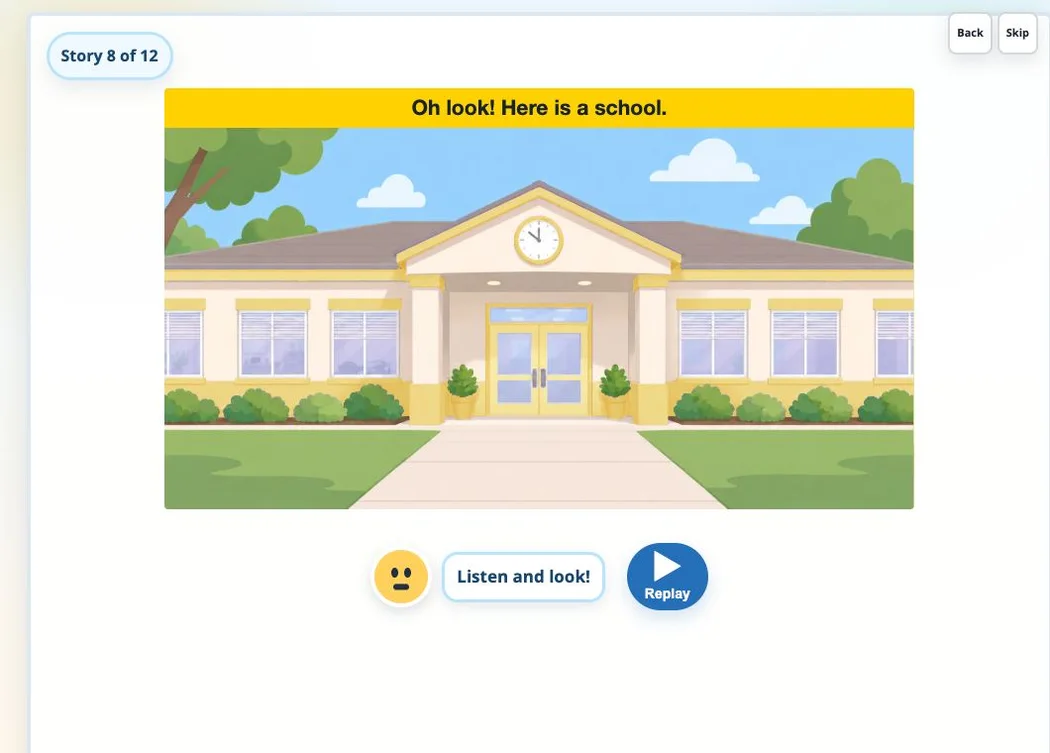 Story 8 of 12
Back
Skip
Oh look! Here is a school.
Listen and look!
Replay